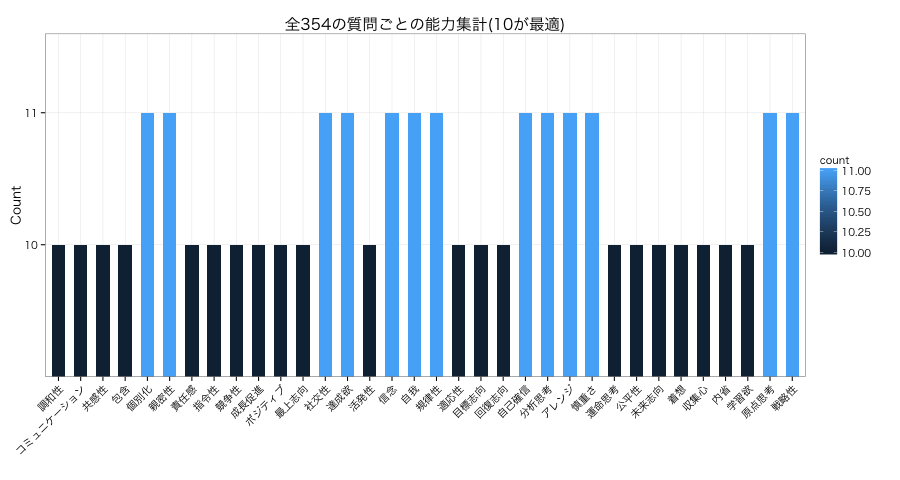 全354の質問ごとの能力集計(10が最適)
Count
11
10
調和性
コミュニケーション
共感性
包含
個別化
親密性
責任感
指令性
競争性
成長促進
ポジティブ
最上志向
社交性
達成欲
活発性
信念
自我
規律性
適応性
目標志向
回復志向
自己確信
分析思考
アレンジ
慎重さ
運命思考
公平性
未来志向
着想
収集心
内省
学習欲
原点思考
戦略性
count
11.00
10.75
10.50
10.25
10.00